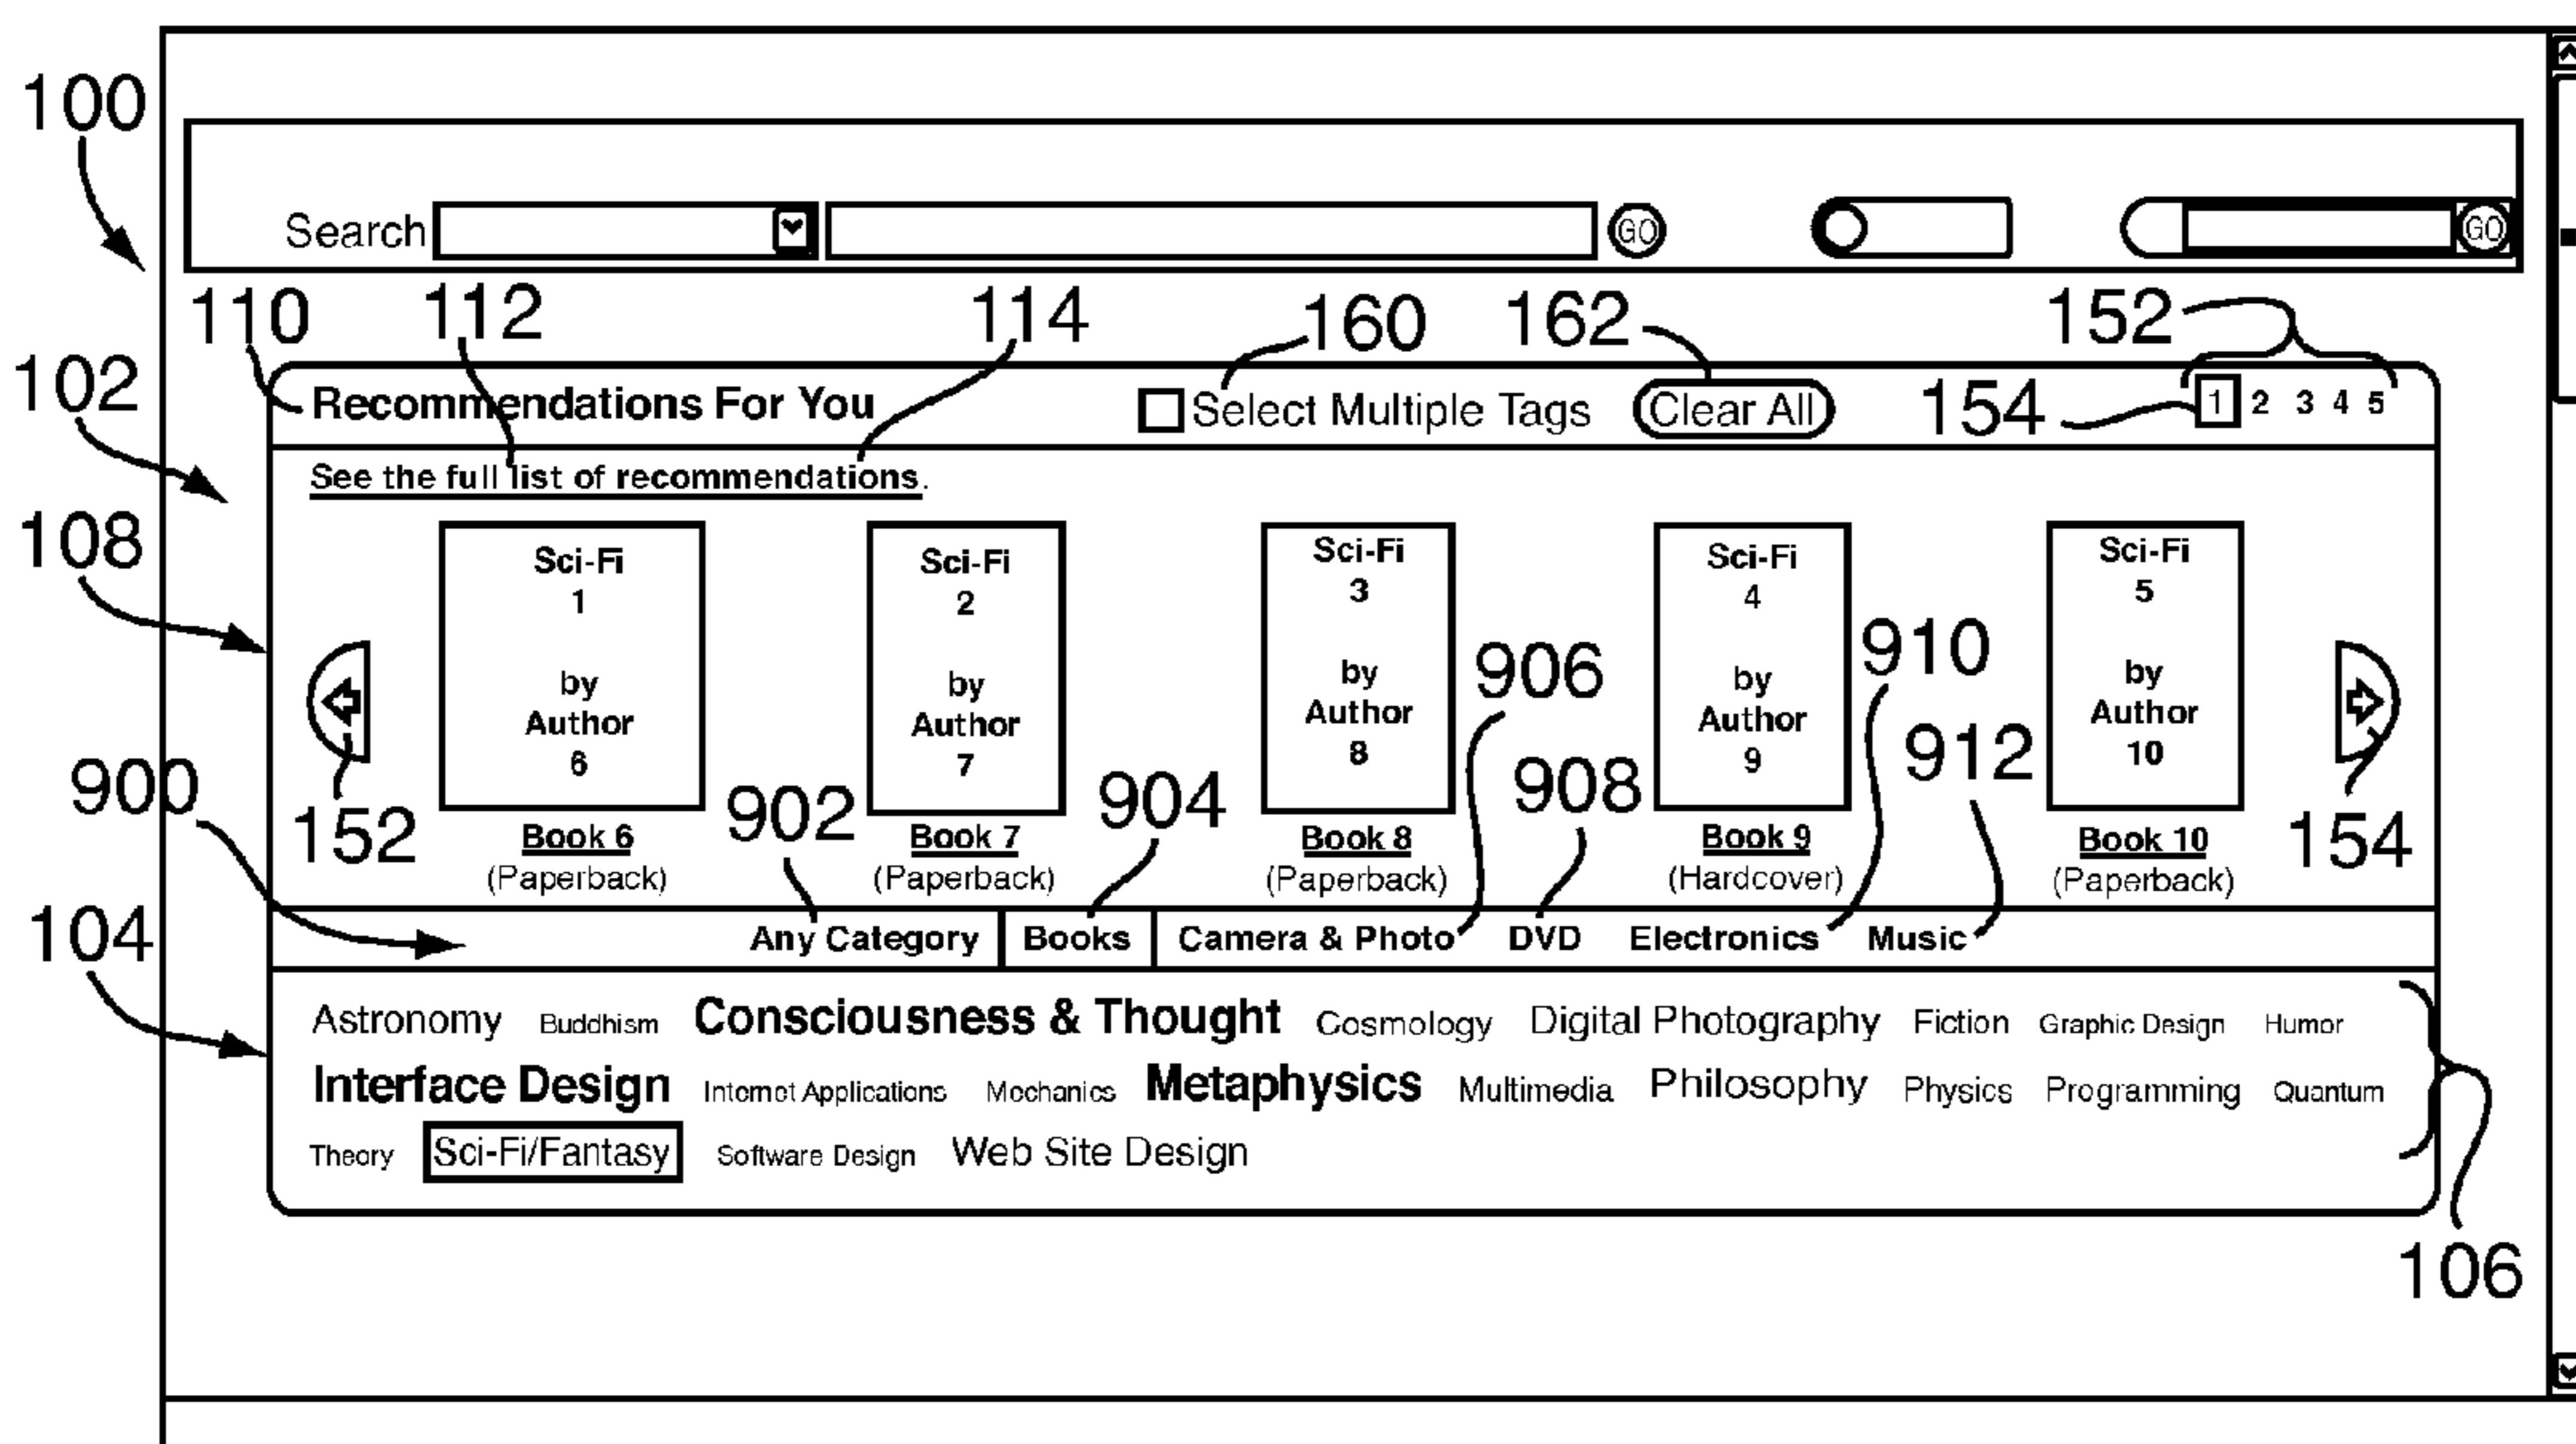 100
Search GO GO
110 112 114 160 162 152
102
Recommendations For You Select Multiple Tags Clear All 154 1 2 3 4 5
See the full list of recommendations.
108
Sci-Fi 1 by Author 6
Sci-Fi 2 by Author 7
Sci-Fi 3 by Author 8
Sci-Fi 4 by Author 9
Sci-Fi 5 by Author 10
906 910
912
900 902 904 908
152 154
Book 6 Book 7 Book 8 Book 9 Book 10
(Paperback) (Paperback) (Paperback) (Hardcover) (Paperback)
104
Any Category Books Camera & Photo DVD Electronics Music
Astronomy Buddhism Consciousness & Thought Cosmology Digital Photography Fiction Graphic Design Humor
Interface Design Internet Applications Mechanics Metaphysics Multimedia Philosophy Physics Programming Quantum
Theory Sci-Fi/Fantasy Software Design Web Site Design
106